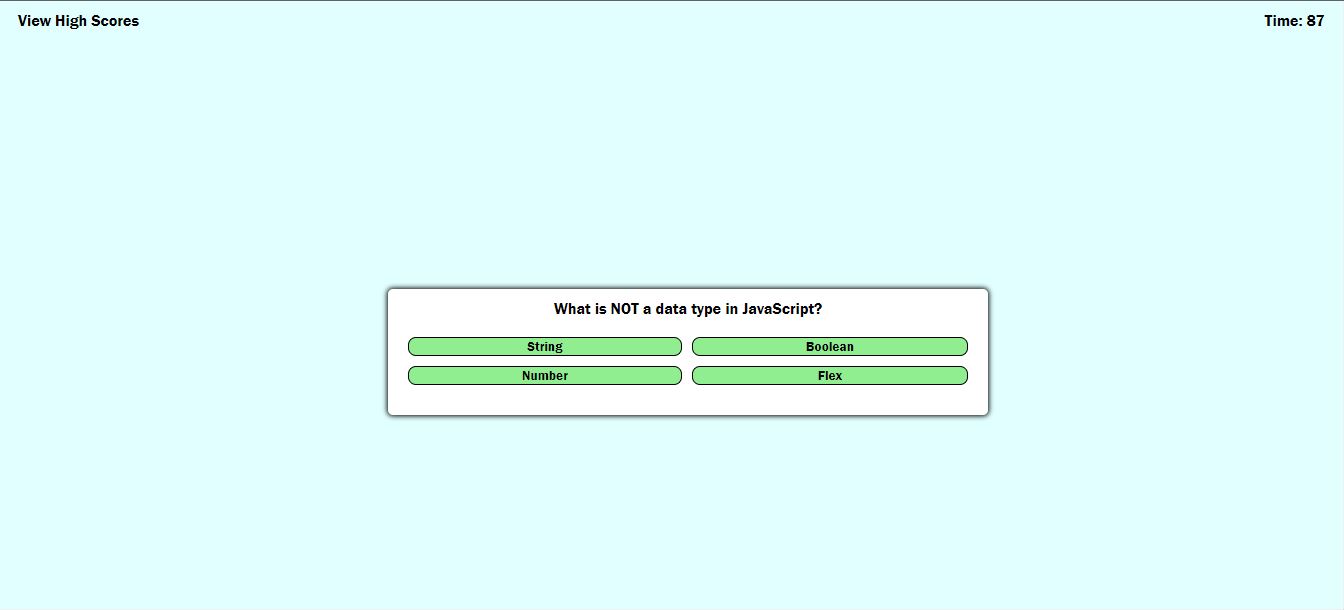 View High Scores
Time: 87
What is NOT a data type in JavaScript?
String
Boolean
Number
Flex